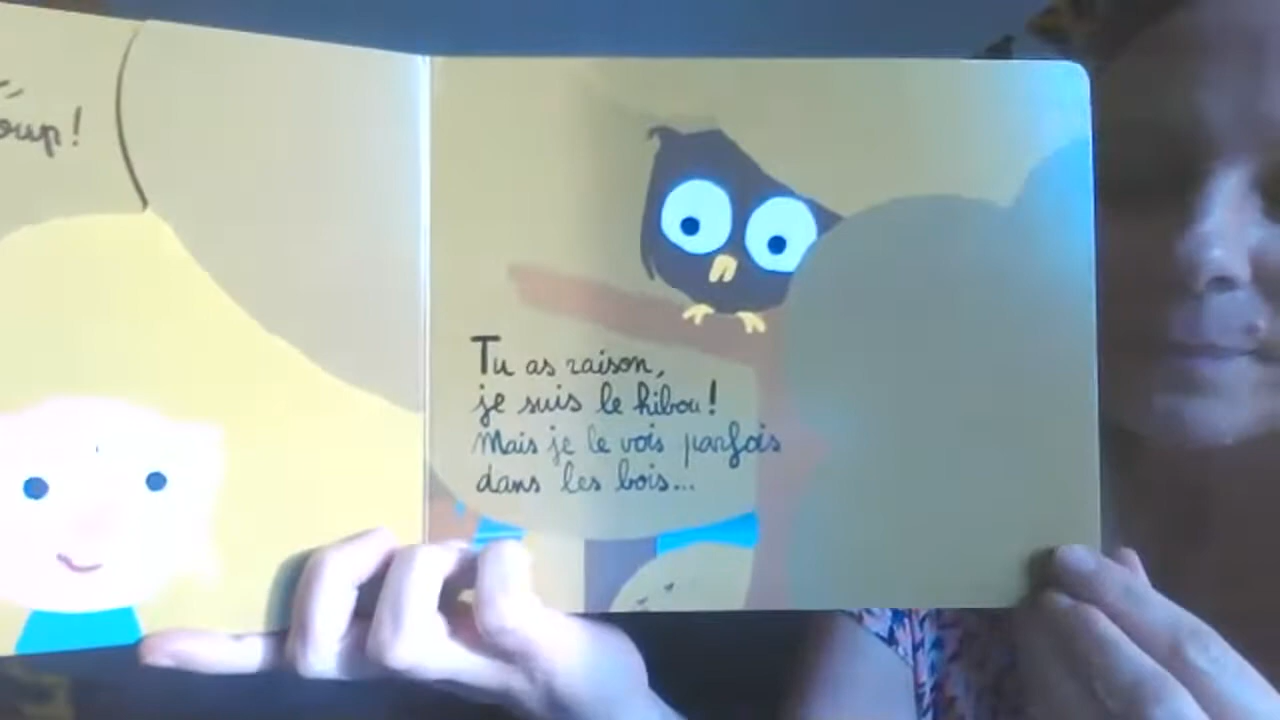 Tu as raison,
je suis le hibou!
Mais je le vois parfois
dans les bois...